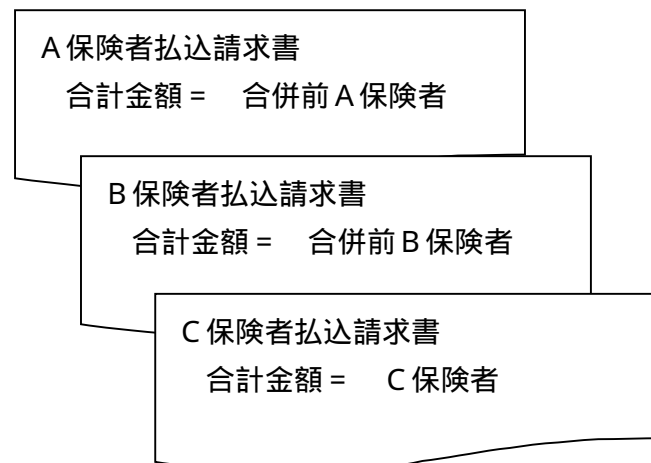 A保険者払込請求書
合計金額＝　合併前A保険者
B保険者払込請求書
合計金額＝　合併前B保険者
C保険者払込請求書
合計金額＝　C保険者